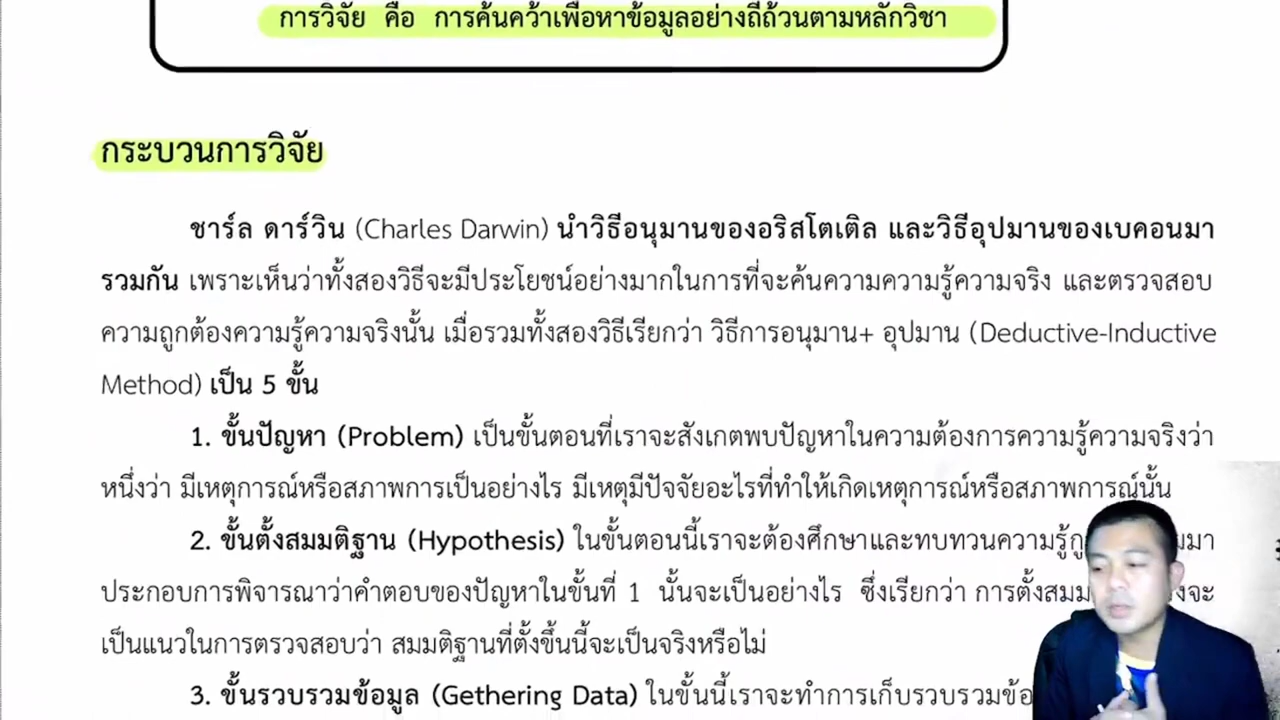 การวิจัย คือ การค้นคว้าเพื่อหาข้อมูลอย่างถี่ถ้วนตามหลักวิชา
กระบวนการวิจัย
ชาร์ล ดาร์วิน (Charles Darwin) นำวิธีอนุมานของอริสโตเติล และวิธีอุปมานของเบคอนมา
รวมกัน เพราะเห็นว่าทั้งสองวิธีจะมีประโยชน์อย่างมากในการที่จะค้นความความรู้ความจริง และตรวจสอบ
ความถูกต้องความรู้ความจริงนั้น เมื่อรวมทั้งสองวิธีเรียกว่า วิธีการอนุมาน+ อุปมาน (Deductive-Inductive
Method) เป็น 5 ขั้น
1. ขั้นปัญหา (Problem) เป็นขั้นตอนที่เราจะสังเกตพบปัญหาในความต้องการความรู้ความจริงว่า
หนึ่งว่า มีเหตุการณ์หรือสภาพการเป็นอย่างไร มีเหตุมีปัจจัยอะไรที่ทำให้เกิดเหตุการณ์หรือสภาพการณ์นั้น
2. ขั้นตั้งสมมติฐาน (Hypothesis) ในขั้นตอนนี้เราจะต้องศึกษาและทบทวนความรู้
ประกอบการพิจารณาว่าคำตอบของปัญหาในขั้นที่ 1 นั้นจะเป็นอย่างไร ซึ่งเรียกว่า
เป็นแนวในการตรวจสอบว่า สมมติฐานที่ตั้งขึ้นนี้จะเป็นจริงหรือไม่
3. ขั้นรวบรวมข้อมูล (Gethering Data) ในขั้นนี้เราจะทำการเก็บรวบรวม